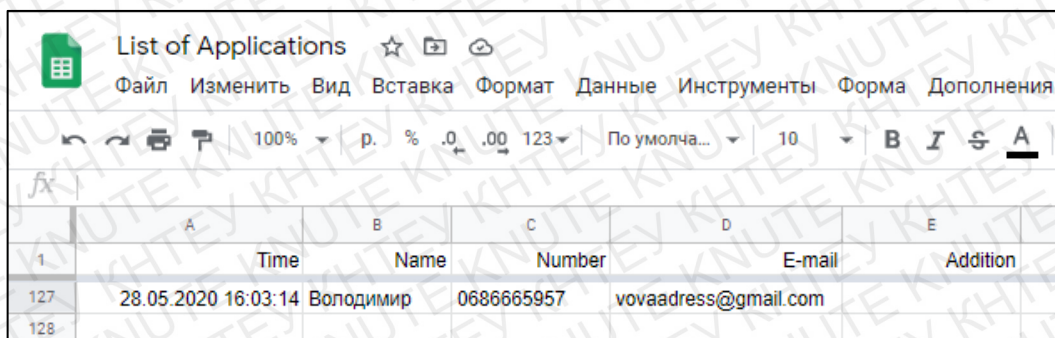 List of Applications
Файл Изменить Вид Вставка Формат Данные Инструменты Форма Дополнения
100% р. % .0 .00 123 По умолча... 10 B I S A
fx
A B C D E
1 Time Name Number E-mail Addition
127 28.05.2020 16:03:14 Володимир 0686665957 vovaadress@gmail.com
128